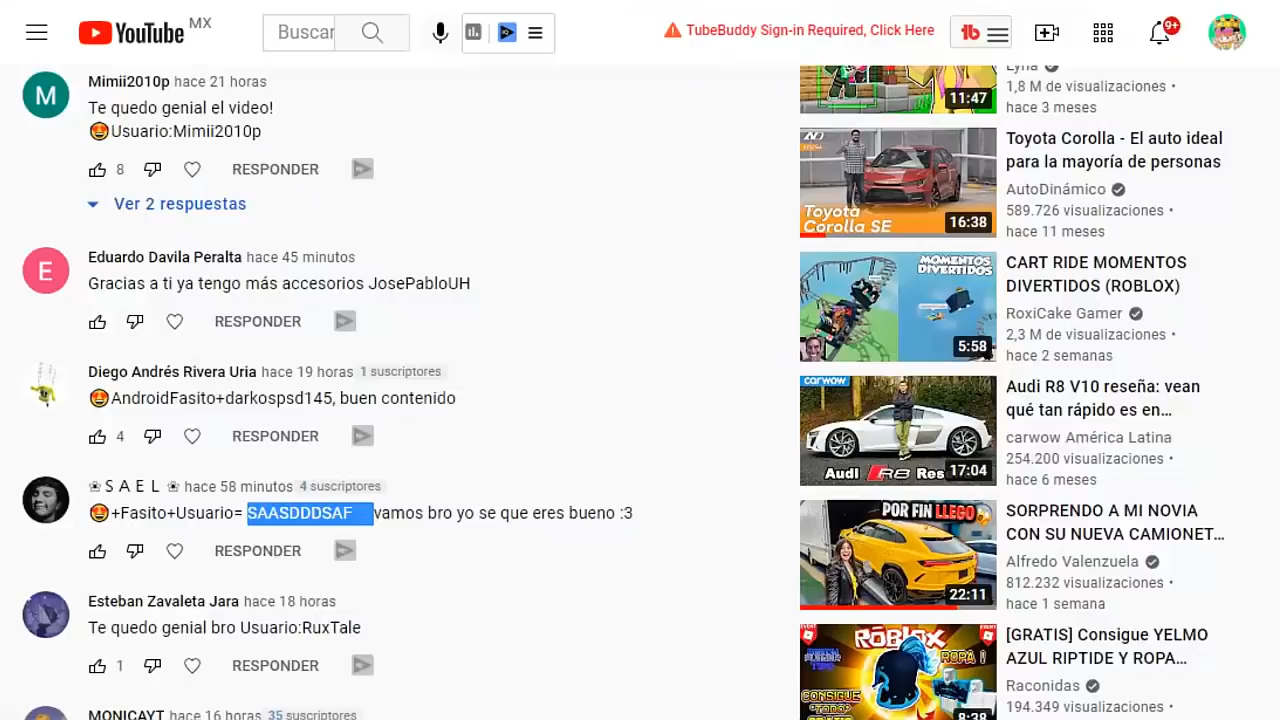 YouTube MX
Buscar
TubeBuddy Sign-in Required, Click Here
tb
9+
M
Mimii2010p hace 21 horas
Te quedo genial el video!
🤩Usuario:Mimii2010p
8
RESPONDER
Ver 2 respuestas
E
Eduardo Davila Peralta hace 45 minutos
Gracias a ti ya tengo más accesorios JosePabloUH
RESPONDER
Diego Andrés Rivera Uria hace 19 horas 1 suscriptores
🤩AndroidFasito+darkospsd145, buen contenido
4
RESPONDER
❀ S A E L ❀ hace 58 minutos 4 suscriptores
🤩+Fasito+Usuario= SAASDDDSAF vamos bro yo se que eres bueno :3
RESPONDER
Esteban Zavaleta Jara hace 18 horas
Te quedo genial bro Usuario:RuxTale
1
RESPONDER
MONICAYT hace 16 horas 35 suscriptores
11:47
Lyna
1,8 M de visualizaciones •
hace 3 meses
Toyota
Corolla SE
16:38
Toyota Corolla - El auto ideal
para la mayoría de personas
AutoDinámico
589.726 visualizaciones •
hace 11 meses
MOMENTOS
DIVERTIDOS
5:58
CART RIDE MOMENTOS
DIVERTIDOS (ROBLOX)
RoxiCake Gamer
2,3 M de visualizaciones •
hace 2 semanas
carwow
Audi R8 Res
17:04
Audi R8 V10 reseña: vean
qué tan rápido es en…
carwow América Latina
254.200 visualizaciones •
hace 6 meses
POR FIN LLEGO
22:11
SORPRENDO A MI NOVIA
CON SU NUEVA CAMIONET…
Alfredo Valenzuela
812.232 visualizaciones •
hace 1 semana
EVENT
ROBLOX
EVENT
ROPA !
CONSIGUE
"TODO"
GRATIS
8:38
[GRATIS] Consigue YELMO
AZUL RIPTIDE Y ROPA…
Raconidas
194.349 visualizaciones •